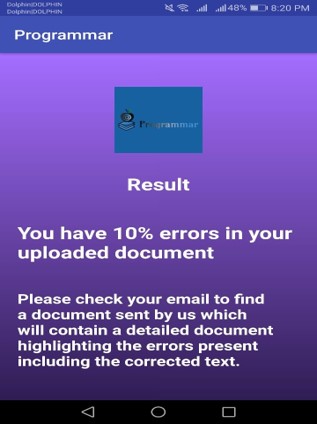 Dolphin|DOLPHIN
Dolphin|DOLPHIN
48% 8:20 PM
Programmar
Programmar
Result
You have 10% errors in your
uploaded document
Please check your email to find
a document sent by us which
will contain a detailed document
highlighting the errors present
including the corrected text.